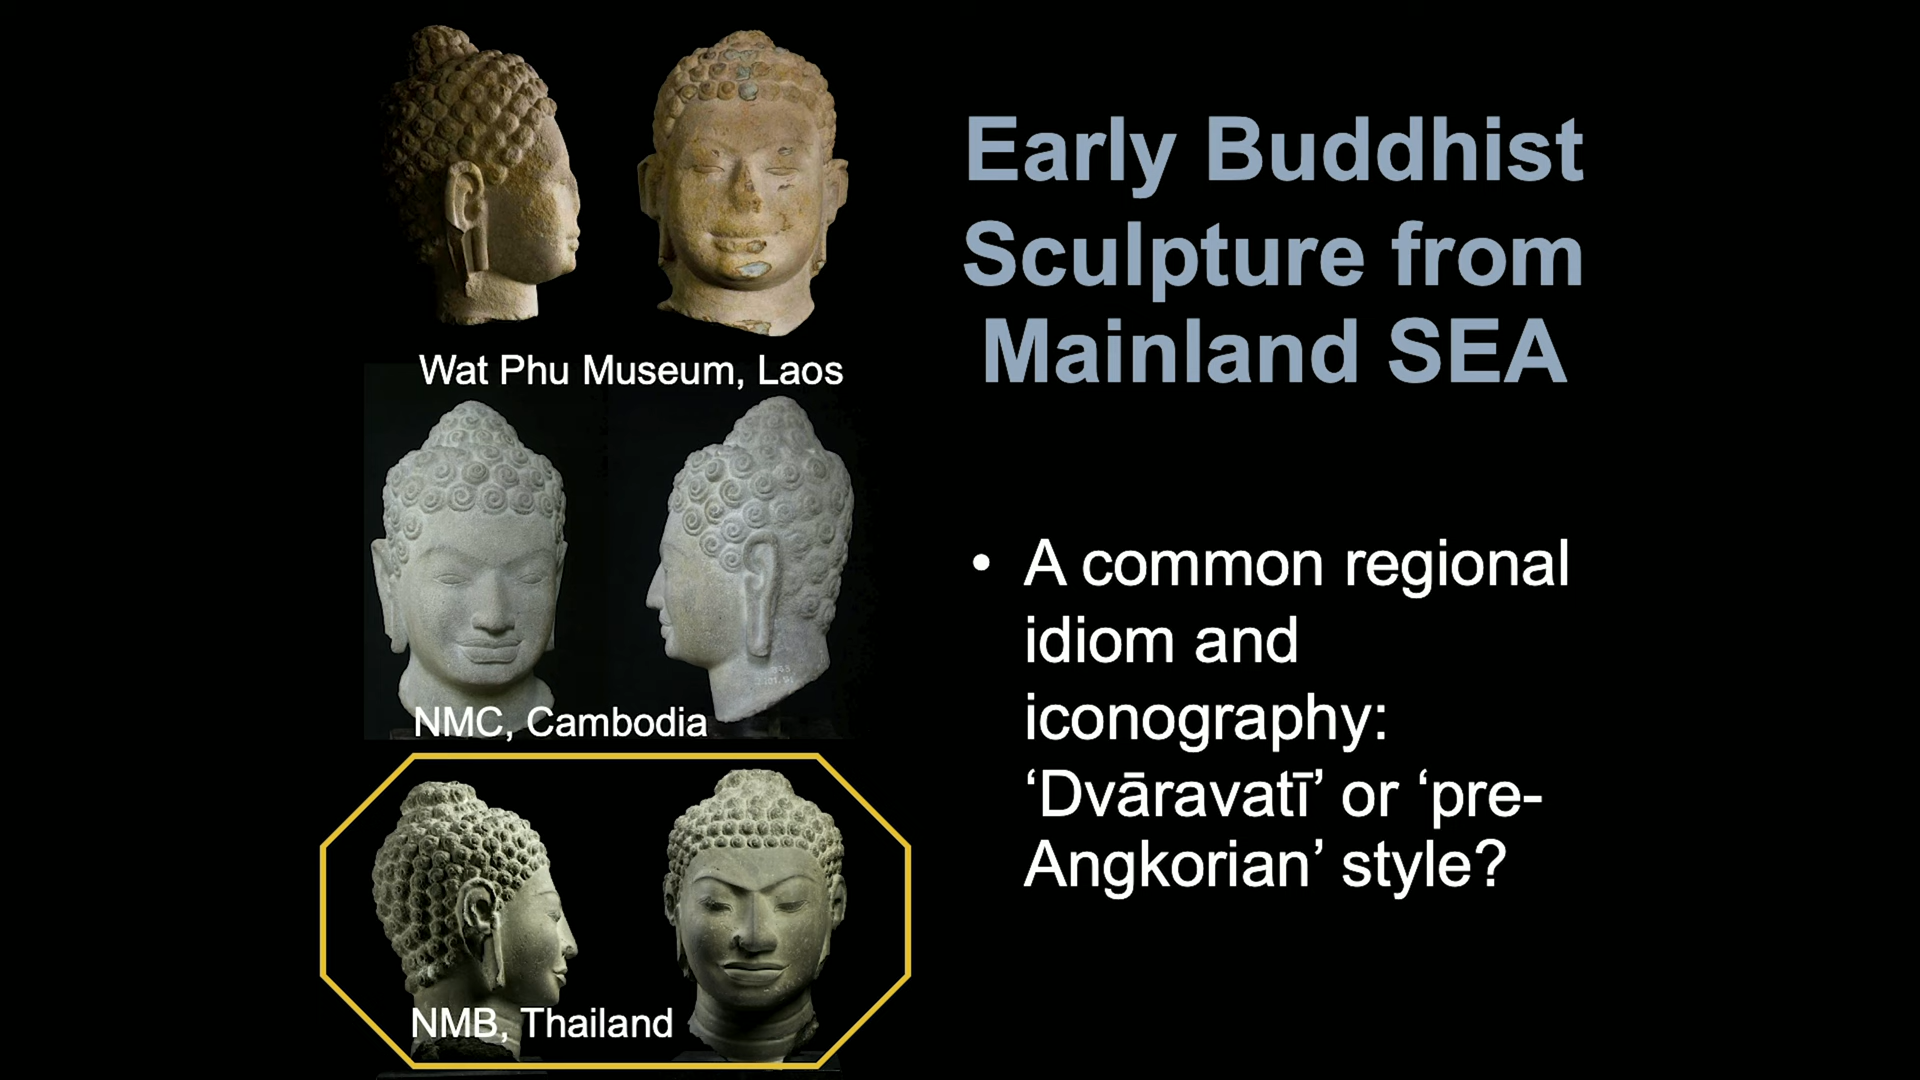 Early Buddhist
Sculpture from
Mainland SEA
Wat Phu Museum, Laos
NMC, Cambodia
NMB, Thailand
• A common regional
idiom and
iconography:
‘Dvāravatī’ or ‘pre-
Angkorian’ style?